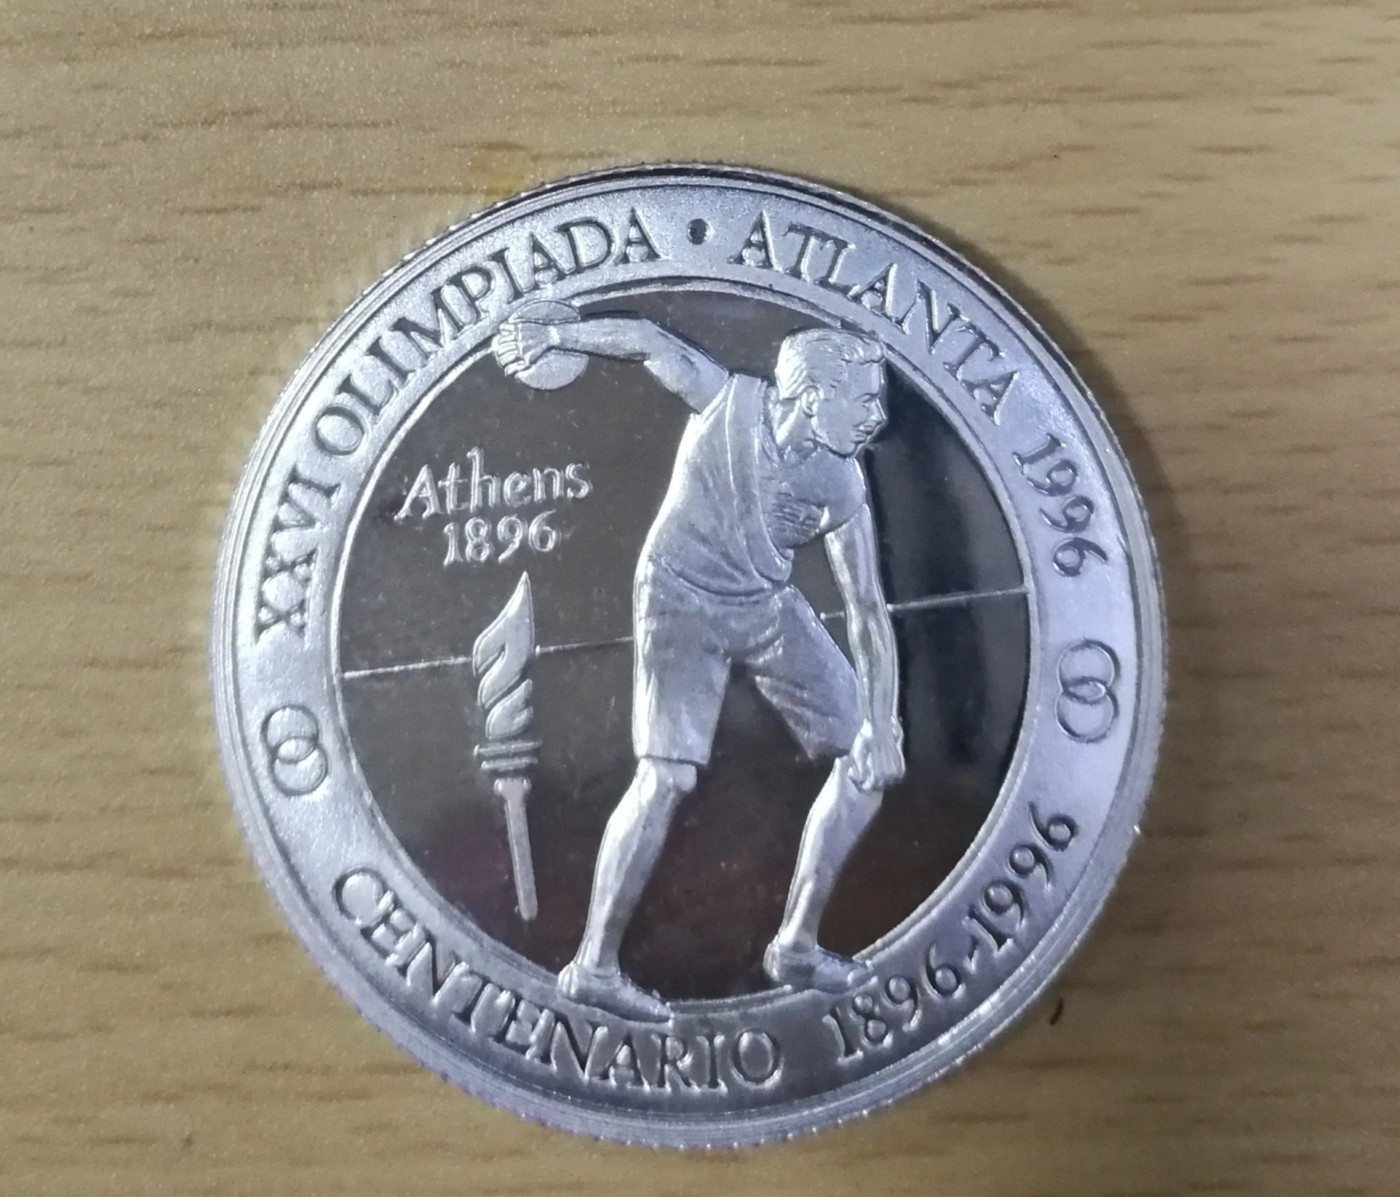 XXVI OLIMPIADA • ATLANTA 1996
Athens
1896
CENTENARIO 1896-1996